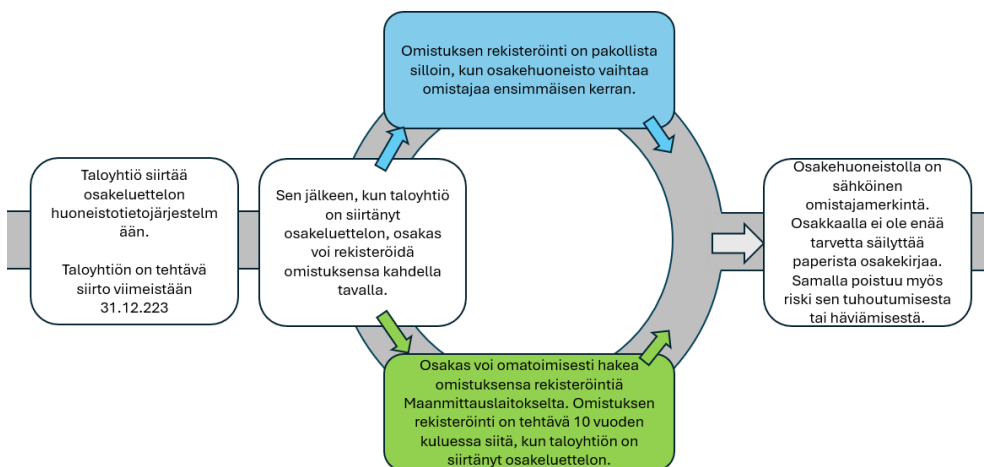 Taloyhtiö siirtää
osakeluettelon
huoneistotietojärjestelm
ään.
Taloyhtiön on tehtävä
siirto viimeistään
31.12.223
Sen jälkeen, kun taloyhtiö
on siirtänyt
osakeluettelon, osakas
voi rekisteröidä
omistuksensa kahdella
tavalla.
Omistuksen rekisteröinti on pakollista
silloin, kun osakehuoneisto vaihtaa
omistajaa ensimmäisen kerran.
Osakas voi omatoimisesti hakea
omistuksensa rekisteröintiä
Maanmittauslaitokselta. Omistuksen
rekisteröinti on tehtävä 10 vuoden
kuluessa siitä, kun taloyhtiön on
siirtänyt osakeluettelon.
Osakehuoneistolla on
sähköinen
omistajamerkintä.
Osakkaalla ei ole enää
tarvetta säilyttää
paperista osakekirjaa.
Samalla poistuu myös
riski sen tuhoutumisesta
tai häviämisestä.